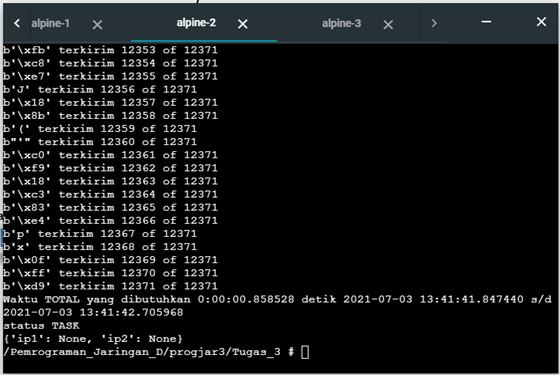 alpine-1
alpine-2
alpine-3
b'\xfb' terkirim 12353 of 12371
b'\xc8' terkirim 12354 of 12371
b'\xe7' terkirim 12355 of 12371
b'J' terkirim 12356 of 12371
b'\x18' terkirim 12357 of 12371
b'\x8b' terkirim 12358 of 12371
b'(' terkirim 12359 of 12371
b"'" terkirim 12360 of 12371
b'\xc0' terkirim 12361 of 12371
b'\xf9' terkirim 12362 of 12371
b'\x18' terkirim 12363 of 12371
b'\xc3' terkirim 12364 of 12371
b'\x83' terkirim 12365 of 12371
b'\xe4' terkirim 12366 of 12371
b'p' terkirim 12367 of 12371
b'x' terkirim 12368 of 12371
b'\x0f' terkirim 12369 of 12371
b'\xff' terkirim 12370 of 12371
b'\xd9' terkirim 12371 of 12371
Waktu TOTAL yang dibutuhkan 0:00:00.858528 detik 2021-07-03 13:41:41.847440 s/d
2021-07-03 13:41:42.705968
status TASK
{'ip1': None, 'ip2': None}
/Pemrograman_Jaringan_D/progjar3/Tugas_3 #